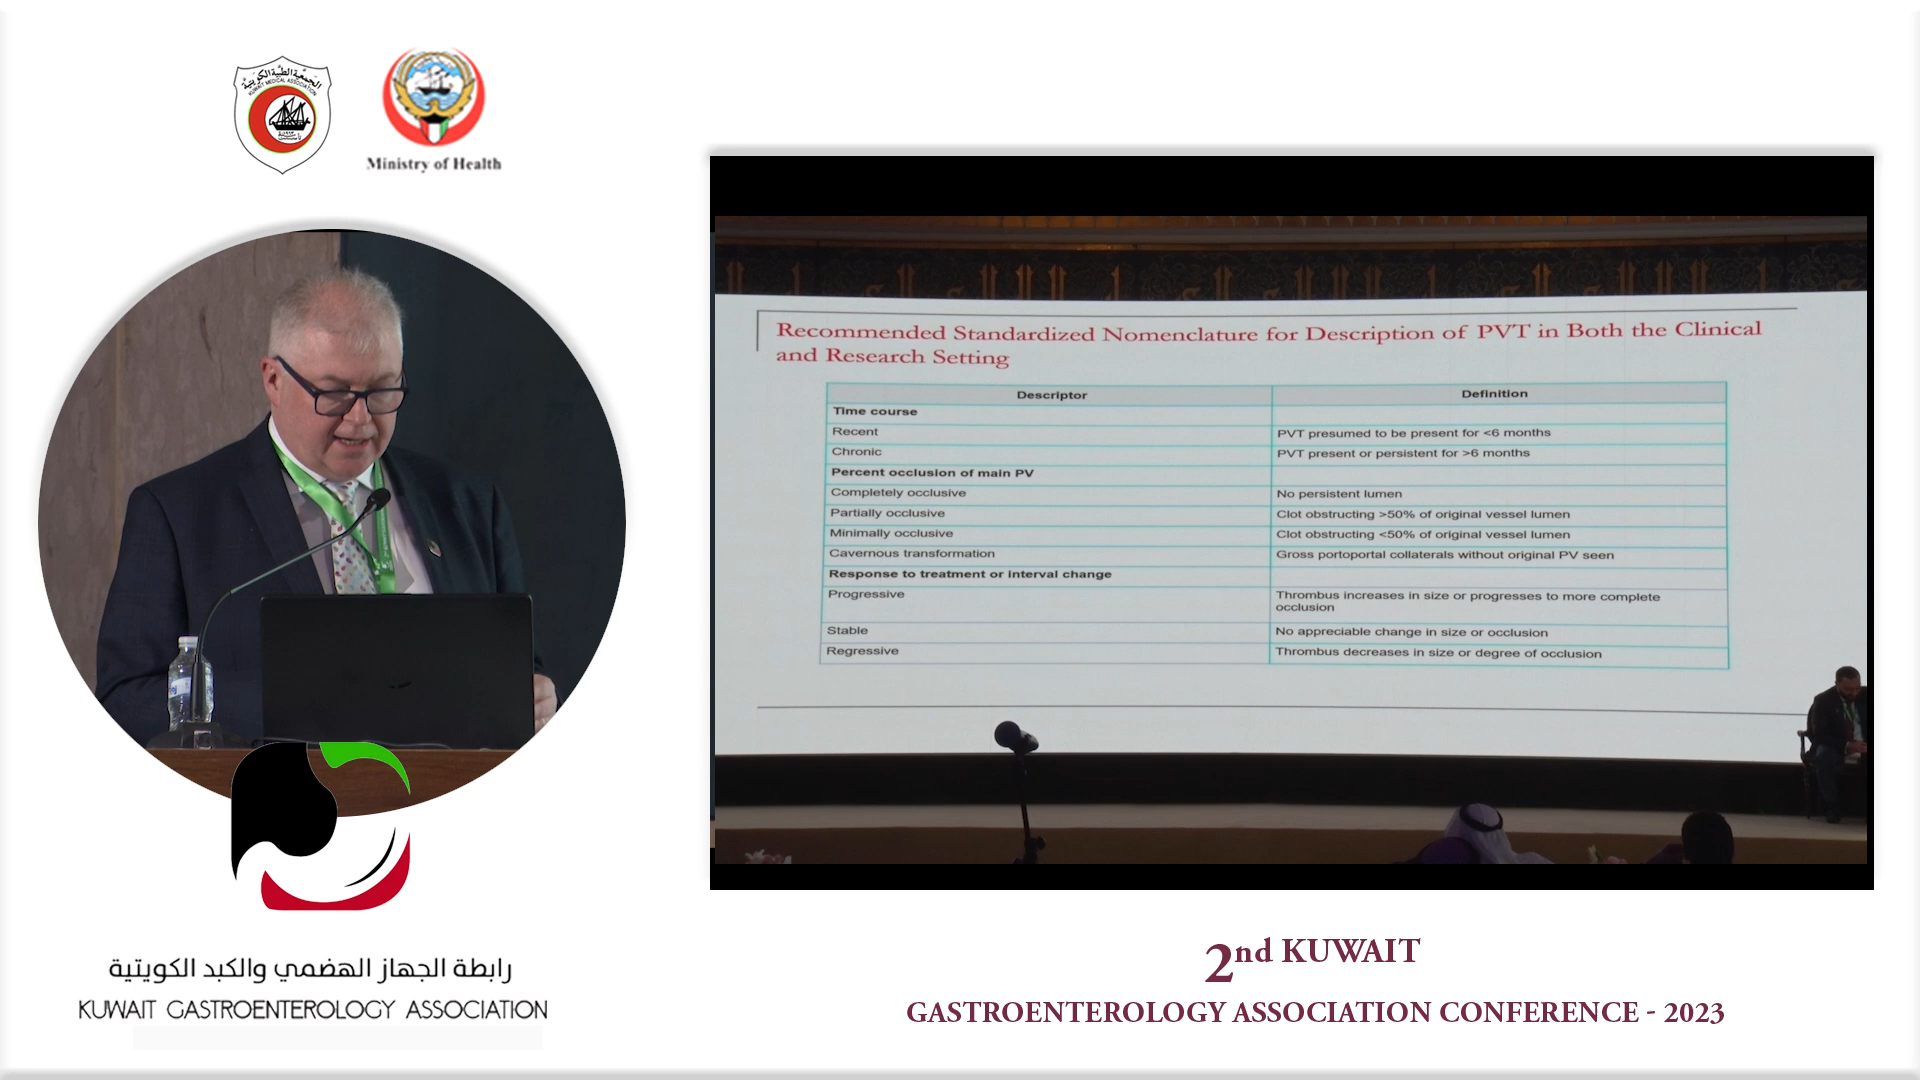 الجمعية الطبية الكويتية
KUWAIT MEDICAL ASSOCIATION
Ministry of Health
Recommended Standardized Nomenclature for Description of PVT in Both the Clinical
and Research Setting
Descriptor Definition
Time course
Recent PVT presumed to be present for <6 months
Chronic PVT present or persistent for >6 months
Percent occlusion of main PV
Completely occlusive No persistent lumen
Partially occlusive Clot obstructing >50% of original vessel lumen
Minimally occlusive Clot obstructing <50% of original vessel lumen
Cavernous transformation Gross portoportal collaterals without original PV seen
Response to treatment or interval change
Progressive Thrombus increases in size or progresses to more complete
occlusion
Stable No appreciable change in size or occlusion
Regressive Thrombus decreases in size or degree of occlusion
رابطة الجهاز الهضمي والكبد الكويتية
KUWAIT GASTROENTEROLOGY ASSOCIATION
2nd KUWAIT
GASTROENTEROLOGY ASSOCIATION CONFERENCE - 2023